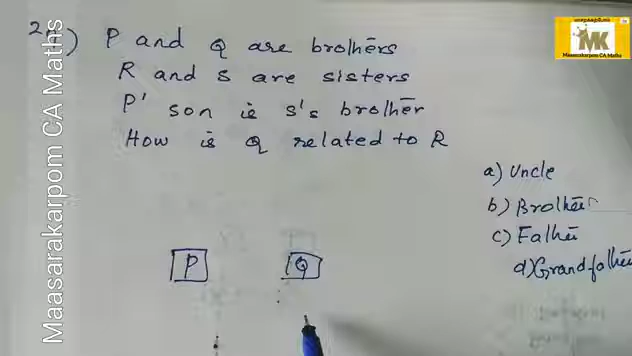 22) P and Q are brothers
R and S are sisters
P' son is S's brother
How is Q related to R
a) Uncle
b) Brother
c) Father
d) Grandfather
P Q
Maasarakarpom CA Maths
MK
Maasarakarpom CA Maths